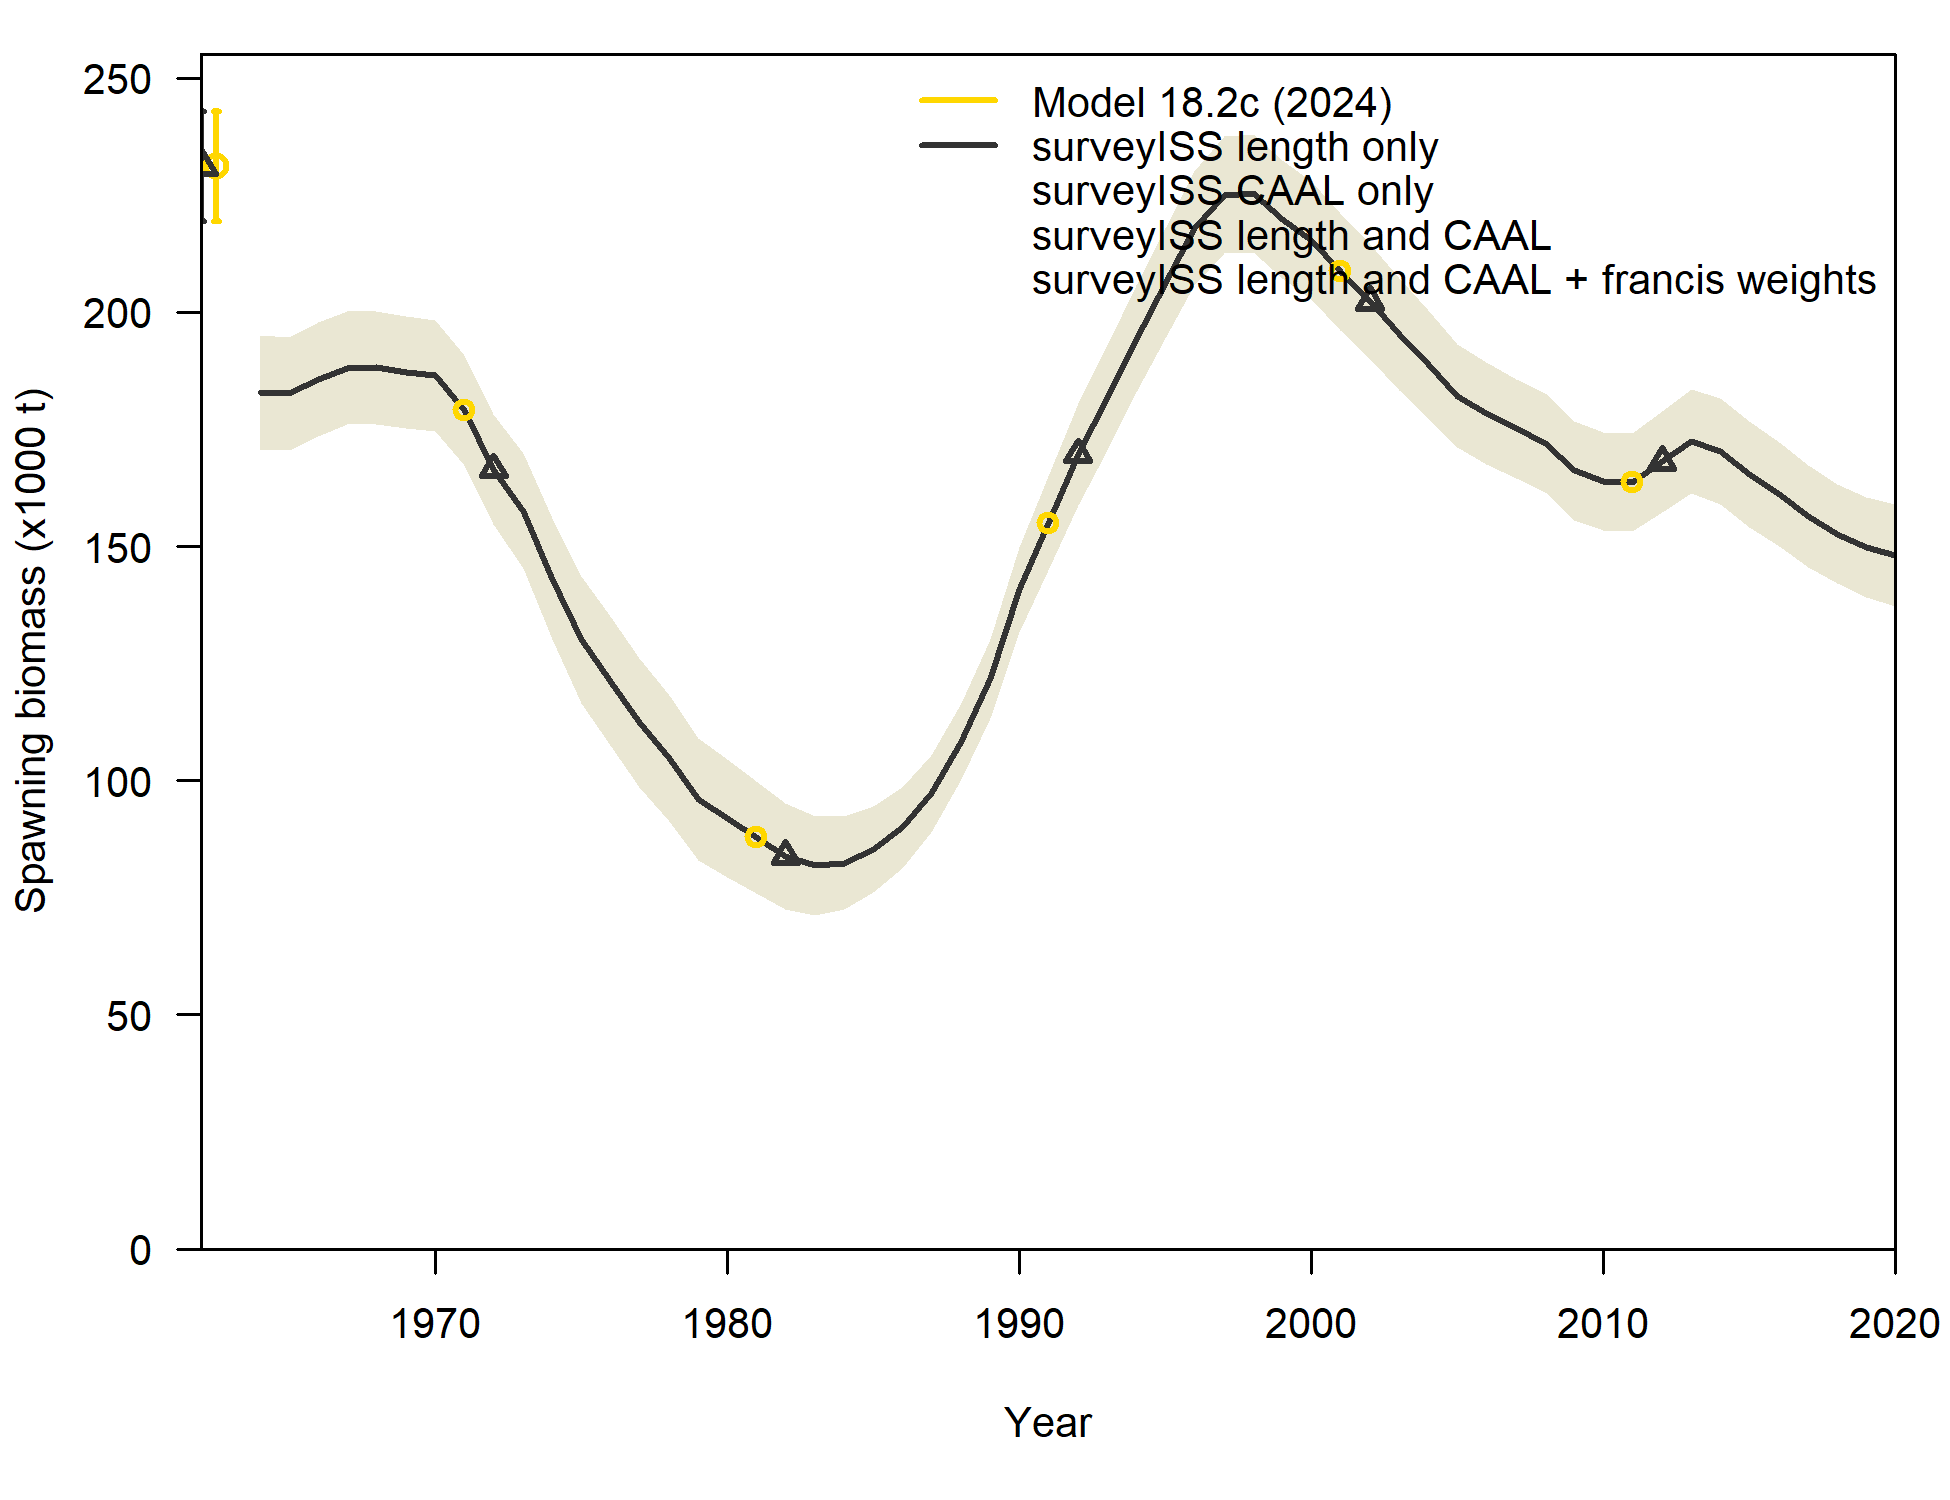 250
200
150
100
50
0
Spawning biomass (x1000 t)
Model 18.2c (2024)
surveyISS length only
surveyISS CAAL only
surveyISS length and CAAL
surveyISS length and CAAL + francis weights
1970
1980
1990
2000
2010
2020
Year